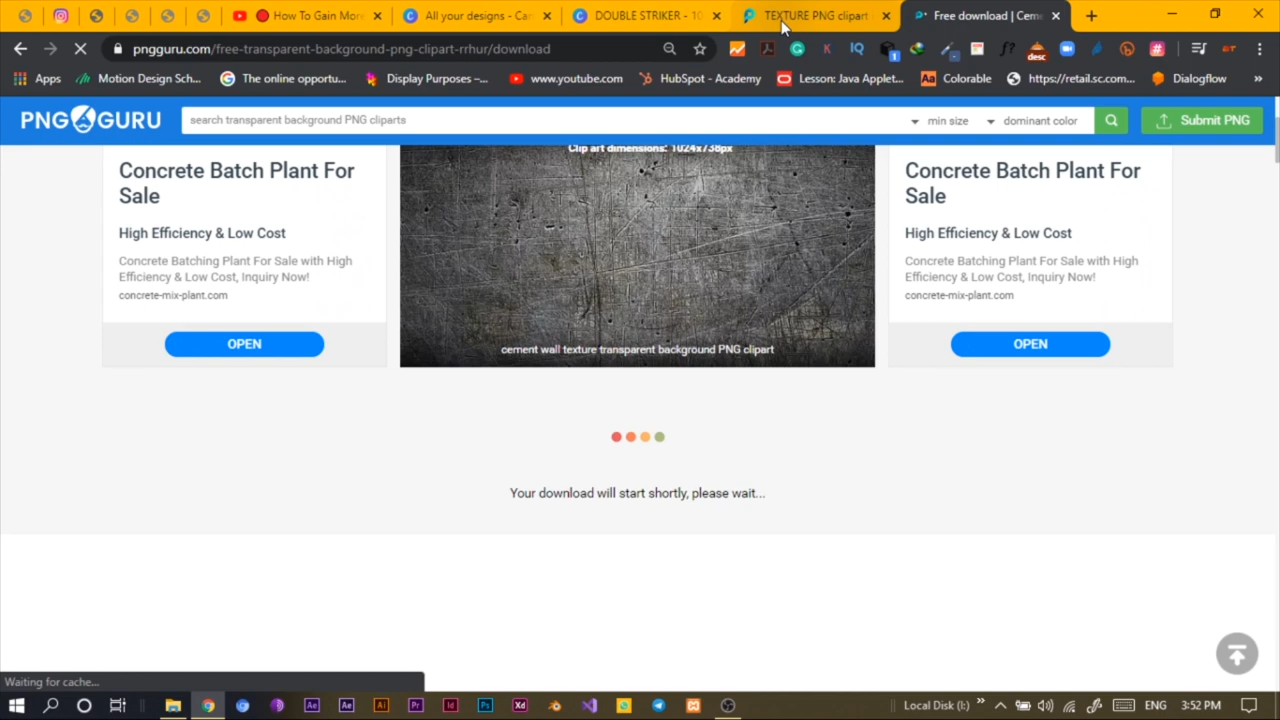 How To Gain More
All your designs - Can
DOUBLE STRIKER - 10
TEXTURE PNG clipart
Free download | Ceme
pngguru.com/free-transparent-background-png-clipart-rrhur/download
Apps
Motion Design Sch...
The online opportu...
Display Purposes –...
www.youtube.com
HubSpot - Academy
Lesson: Java Applet...
Colorable
https://retail.sc.com...
Dialogflow
PNG GURU
search transparent background PNG cliparts
min size
dominant color
Submit PNG
Concrete Batch Plant For
Sale
High Efficiency & Low Cost
Concrete Batching Plant For Sale with High
Efficiency & Low Cost, Inquiry Now!
concrete-mix-plant.com
OPEN
Clip art dimensions: 1024x738px
cement wall texture transparent background PNG clipart
Concrete Batch Plant For
Sale
High Efficiency & Low Cost
Concrete Batching Plant For Sale with High
Efficiency & Low Cost, Inquiry Now!
concrete-mix-plant.com
OPEN
Your download will start shortly, please wait...
Waiting for cache...
Local Disk (I:)
ENG
3:52 PM